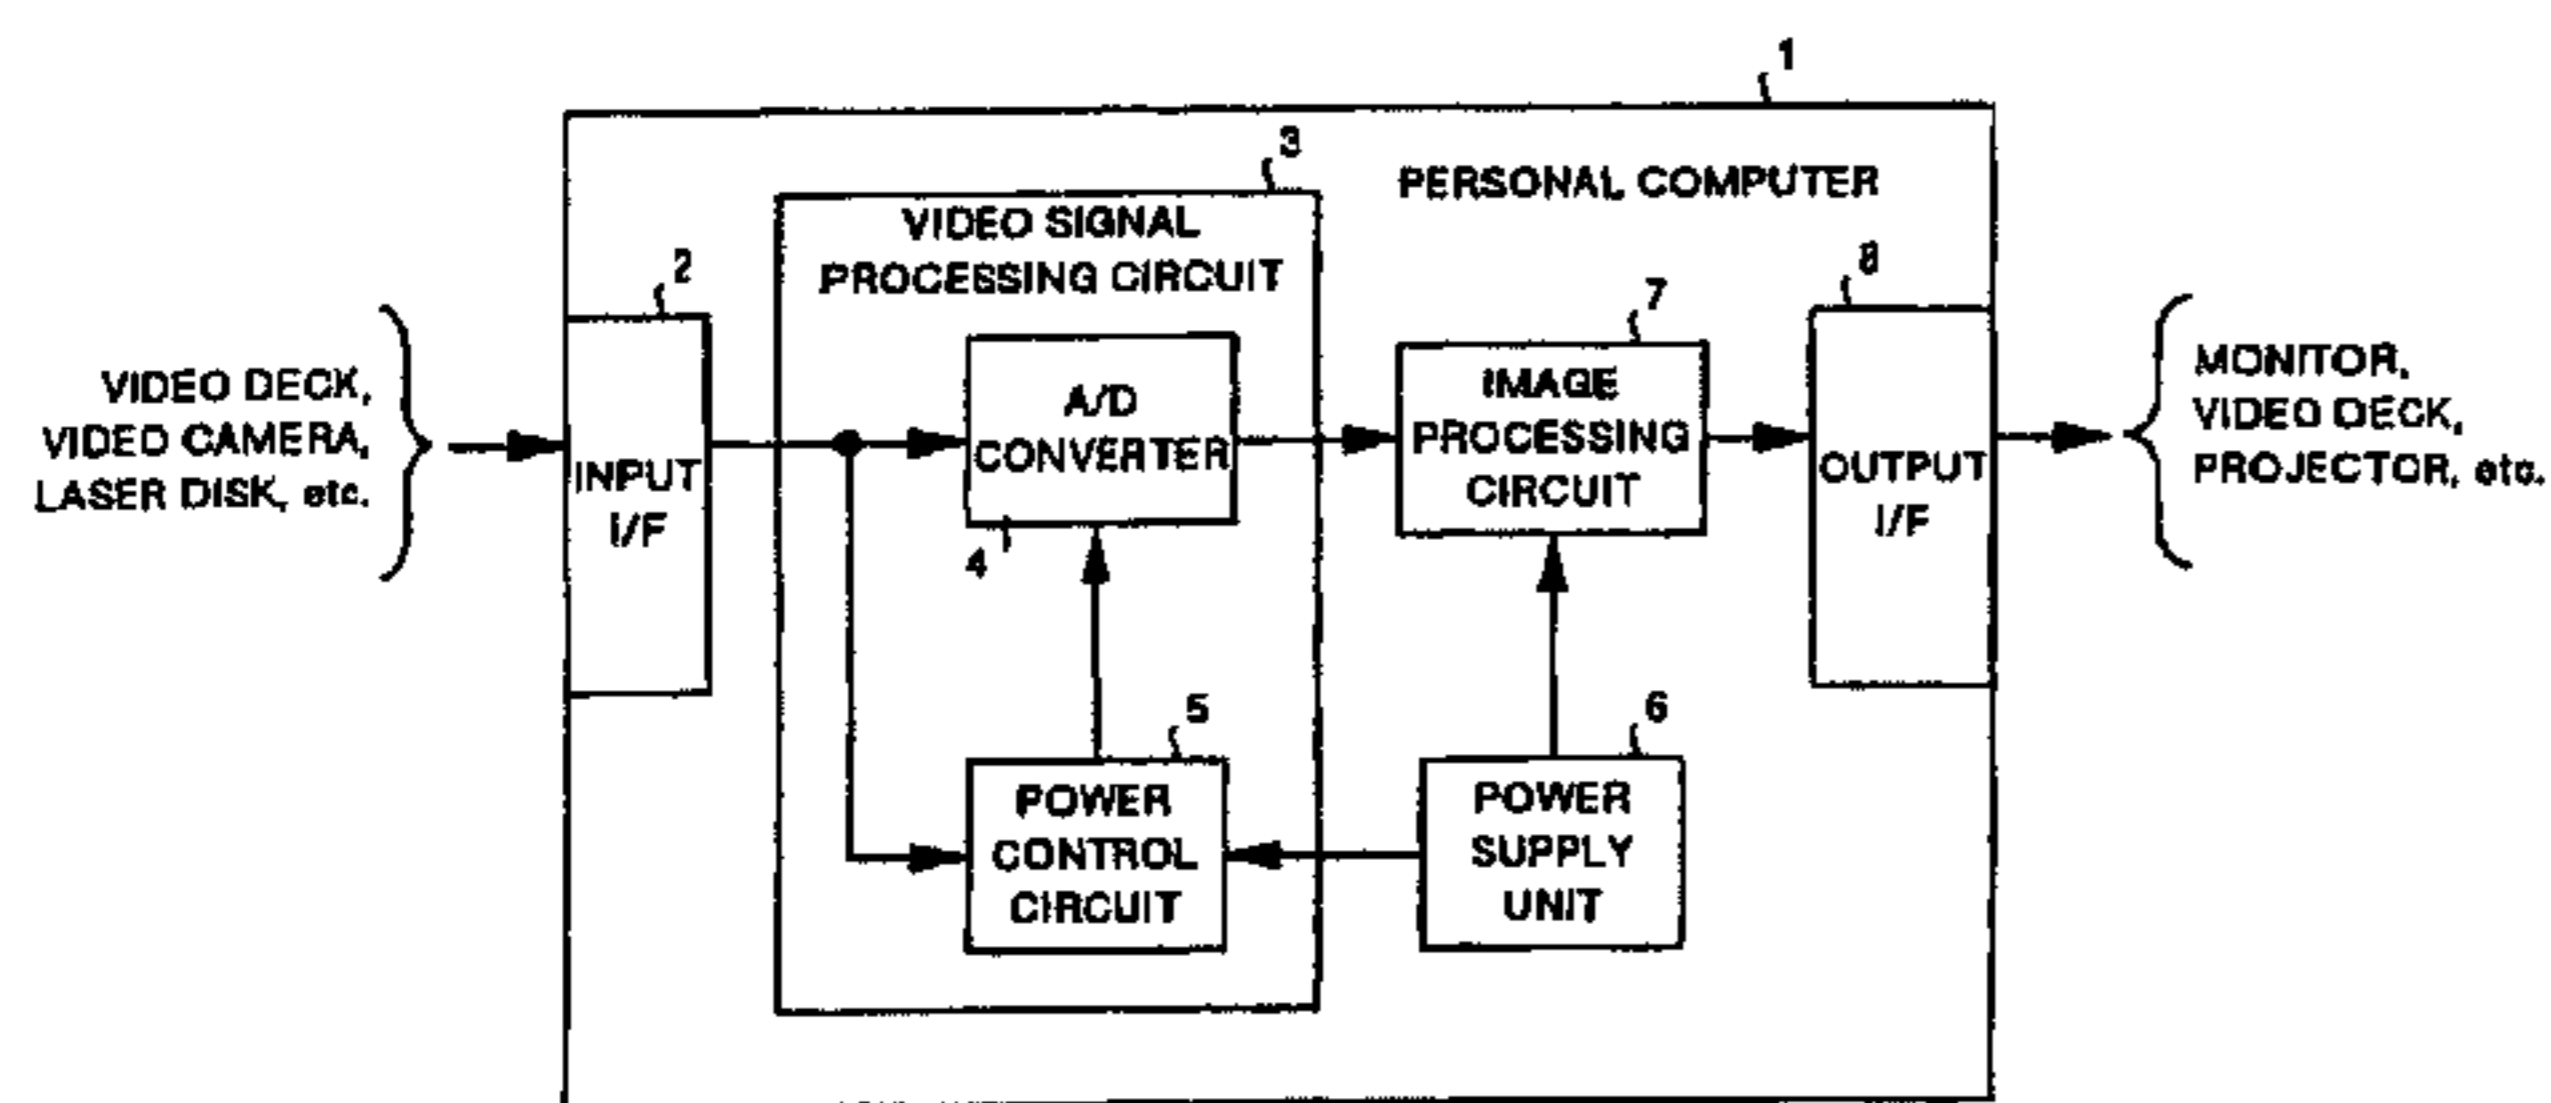 1
PERSONAL COMPUTER
3
VIDEO SIGNAL
PROCESSING CIRCUIT
2
INPUT
I/F
VIDEO DECK,
VIDEO CAMERA,
LASER DISK, etc.
A/D
CONVERTER
4
5
POWER
CONTROL
CIRCUIT
7
IMAGE
PROCESSING
CIRCUIT
6
POWER
SUPPLY
UNIT
8
OUTPUT
I/F
MONITOR,
VIDEO DECK,
PROJECTOR, etc.